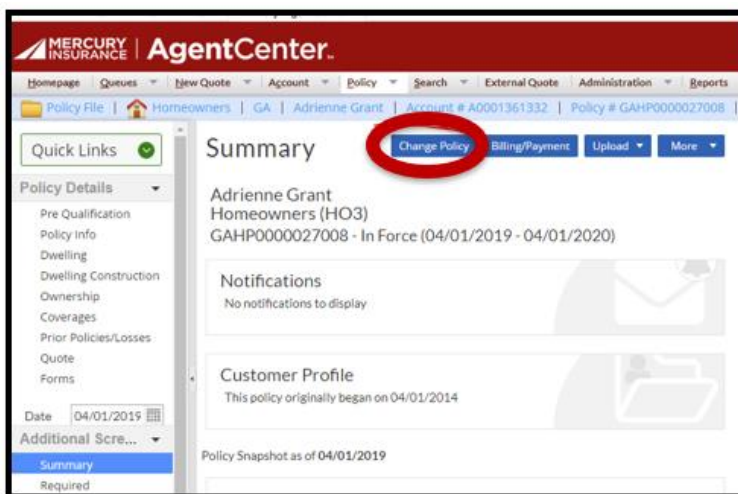 MERCURY INSURANCE | AgentCenter
Homepage Queues New Quote Account Policy Search External Quote Administration Reports
Policy File | Homeowners | GA | Adrienne Grant | Account # A0001361332 | Policy # GAHP0000027008 |
Quick Links
Summary
Change Policy Billing/Payment Upload More
Policy Details
Adrienne Grant
Pre Qualification
Homeowners (HO3)
Policy Info
GAHP0000027008 - In Force (04/01/2019 - 04/01/2020)
Dwelling
Dwelling Construction
Notifications
Ownership
No notifications to display
Coverages
Prior Policies/Losses
Quote
Customer Profile
Forms
This policy originally began on 04/01/2014
Date 04/01/2019
Additional Scre...
Policy Snapshot as of 04/01/2019
Summary
Required